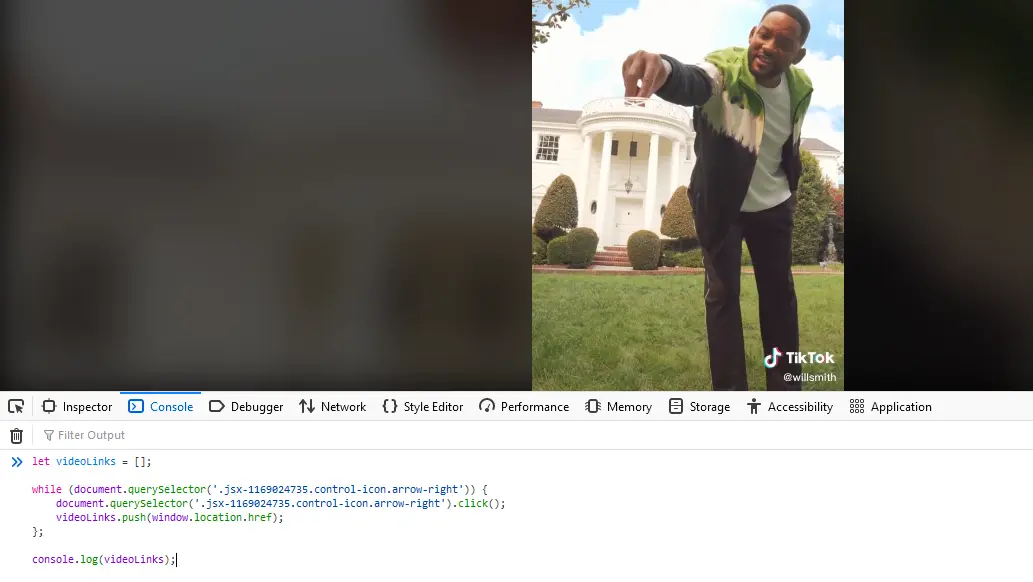 TikTok
@willsmith
Inspector Console Debugger Network Style Editor Performance Memory Storage Accessibility Application
Filter Output
let videoLinks = [];
while (document.querySelector('.jsx-1169024735.control-icon.arrow-right')) {
    document.querySelector('.jsx-1169024735.control-icon.arrow-right').click();
    videoLinks.push(window.location.href);
};
console.log(videoLinks);